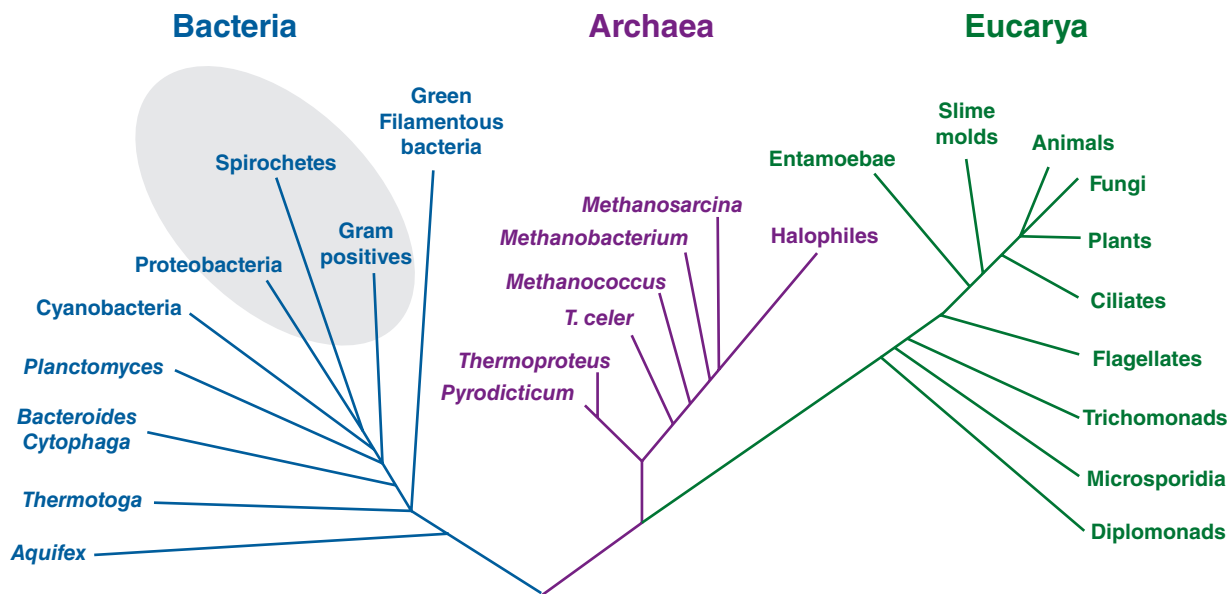 Bacteria
Archaea
Eucarya
Green
Filamentous
bacteria
Spirochetes
Gram
positives
Proteobacteria
Cyanobacteria
Planctomyces
Bacteroides
Cytophaga
Thermotoga
Aquifex
Methanosarcina
Methanobacterium
Halophiles
Methanococcus
T. celer
Thermoproteus
Pyrodicticum
Entamoebae
Slime
molds
Animals
Fungi
Plants
Ciliates
Flagellates
Trichomonads
Microsporidia
Diplomonads